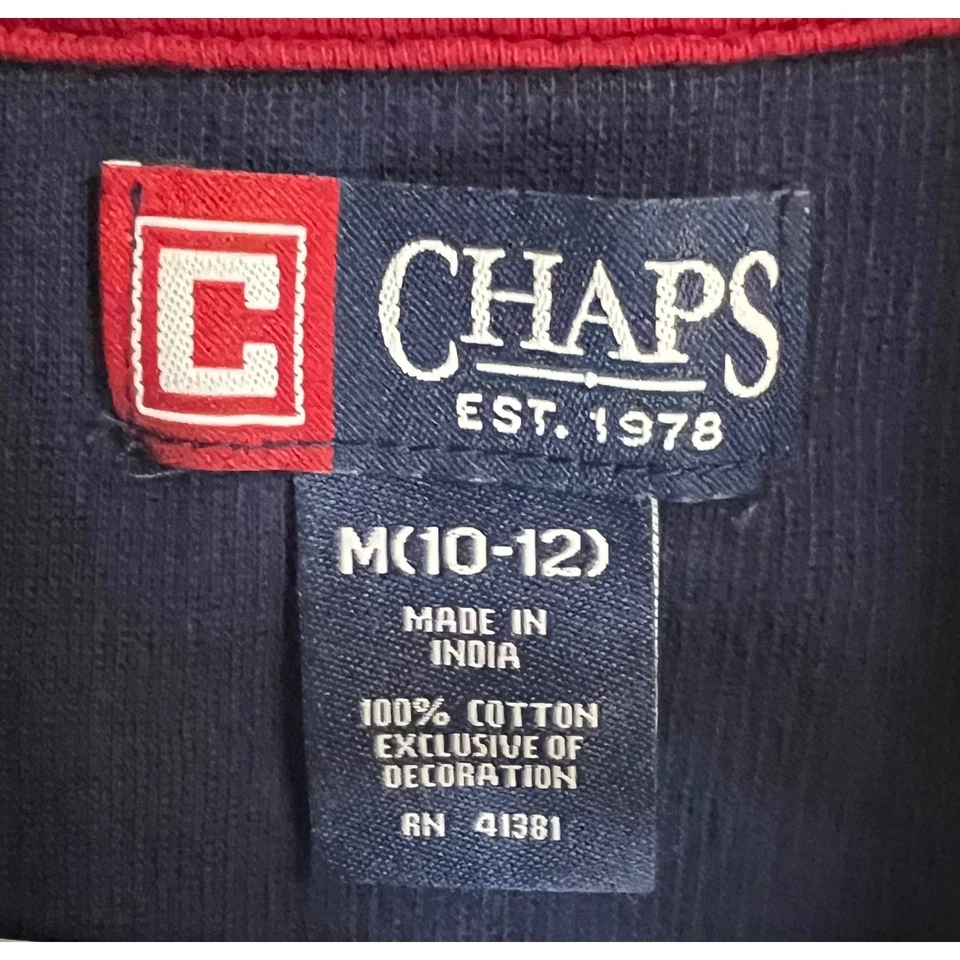 C
CHAPS
EST. 1978
M(10-12)
MADE IN
INDIA
100% COTTON
EXCLUSIVE OF
DECORATION
RN 41381